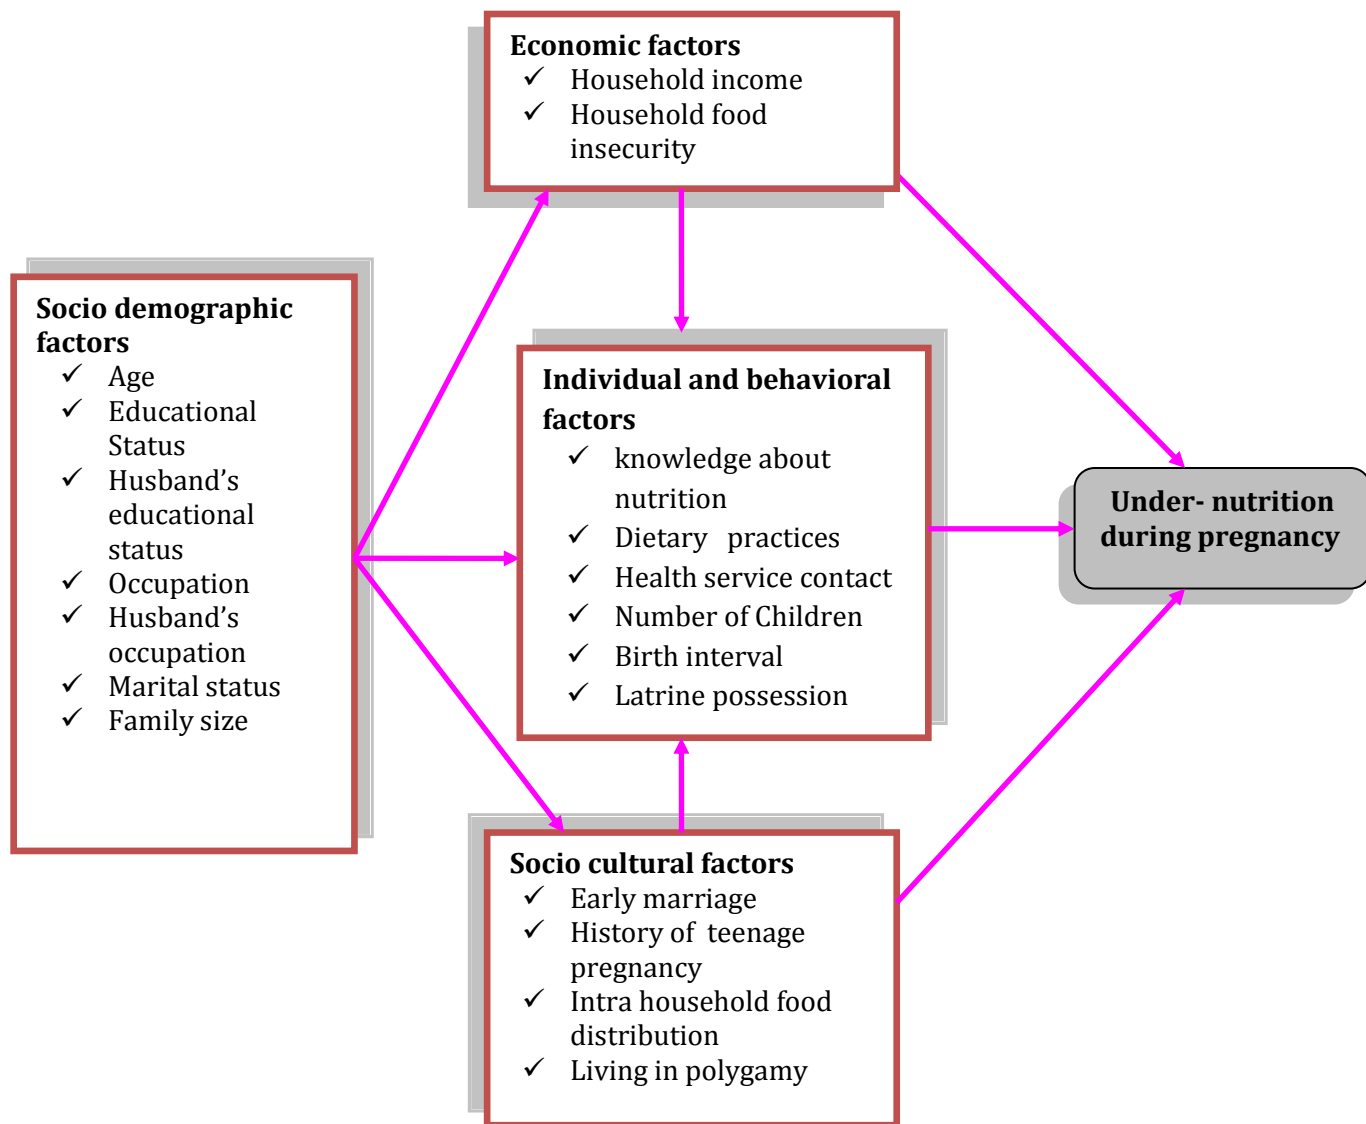 Economic factors
✓ Household income
✓ Household food
insecurity
Socio demographic
factors
✓ Age
✓ Educational
Status
✓ Husband’s
educational
status
✓ Occupation
✓ Husband’s
occupation
✓ Marital status
✓ Family size
Individual and behavioral
factors
✓ knowledge about
nutrition
✓ Dietary practices
✓ Health service contact
✓ Number of Children
✓ Birth interval
✓ Latrine possession
Under- nutrition
during pregnancy
Socio cultural factors
✓ Early marriage
✓ History of teenage
pregnancy
✓ Intra household food
distribution
✓ Living in polygamy